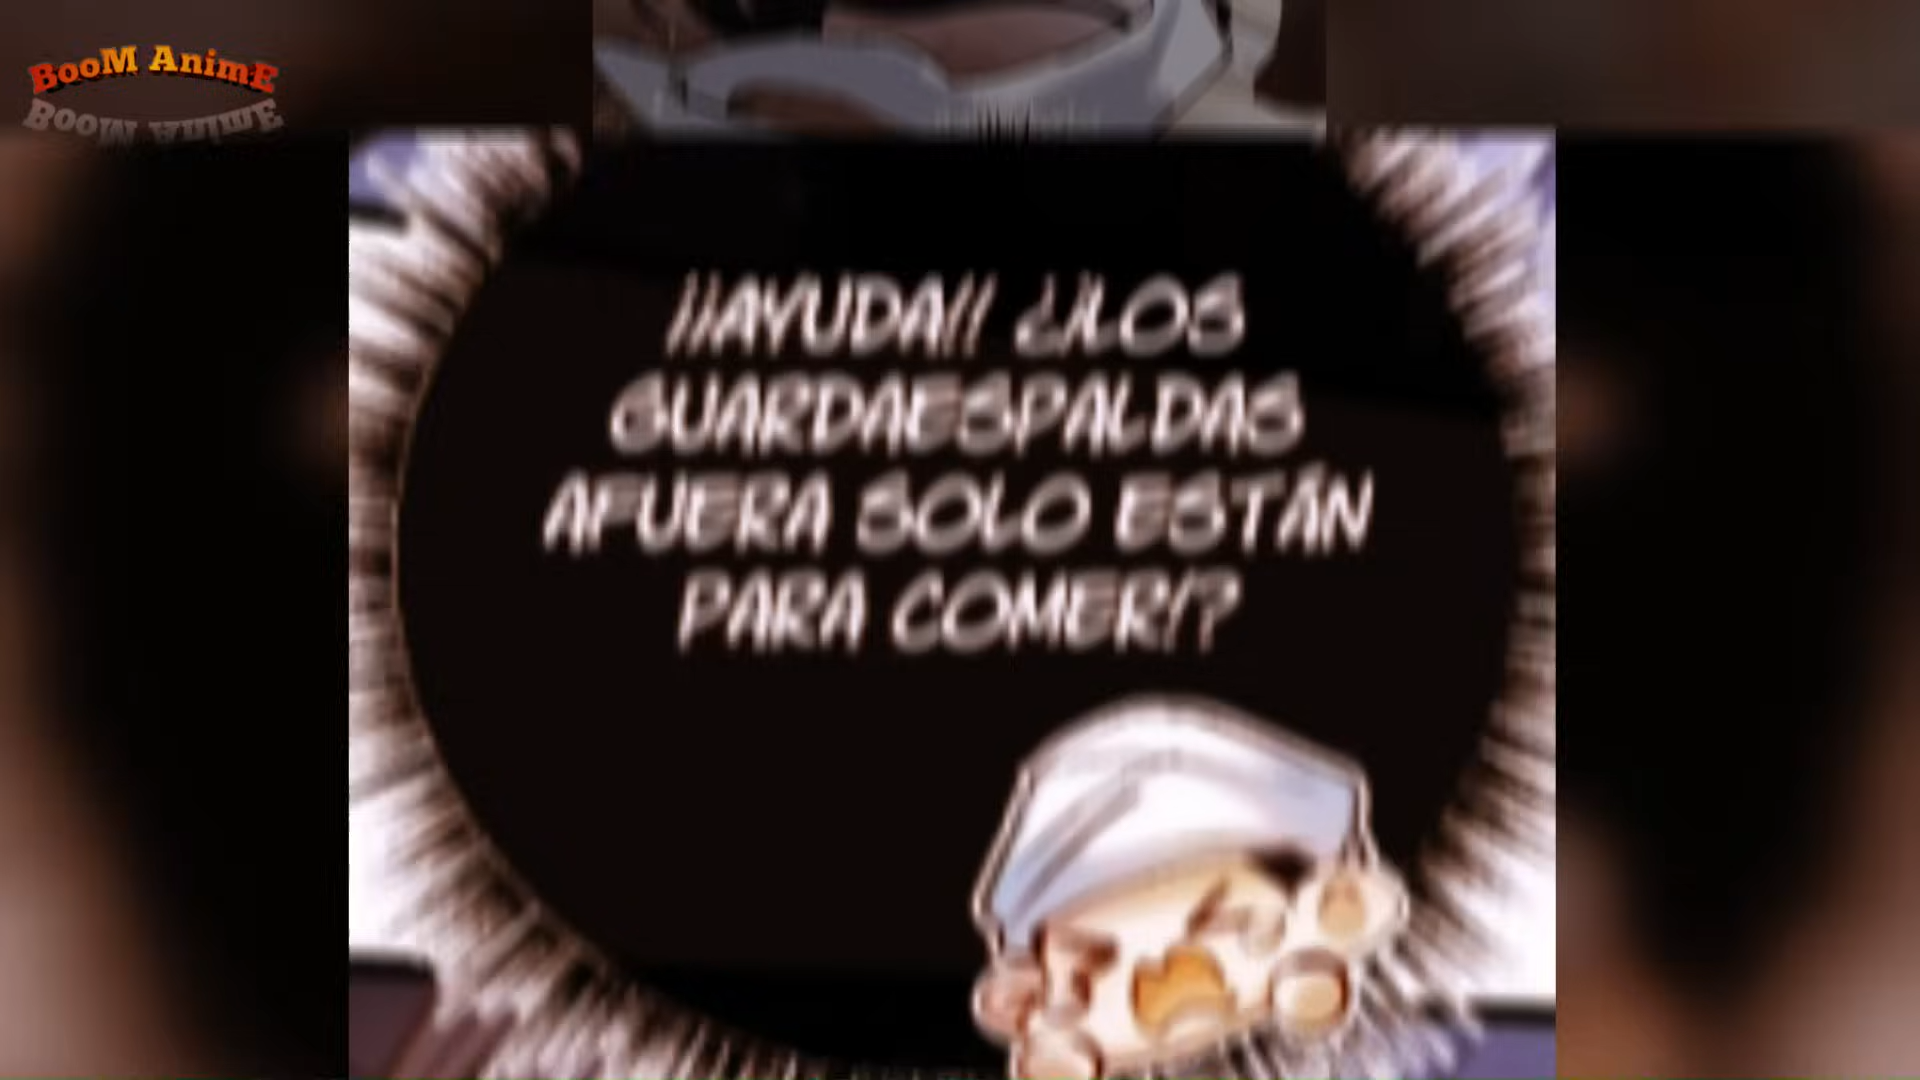 BooM AnimE
¡¡AYUDA!! ¿¡LOS
GUARDAESPALDAS
AFUERA SOLO ESTÁN
PARA COMER!?